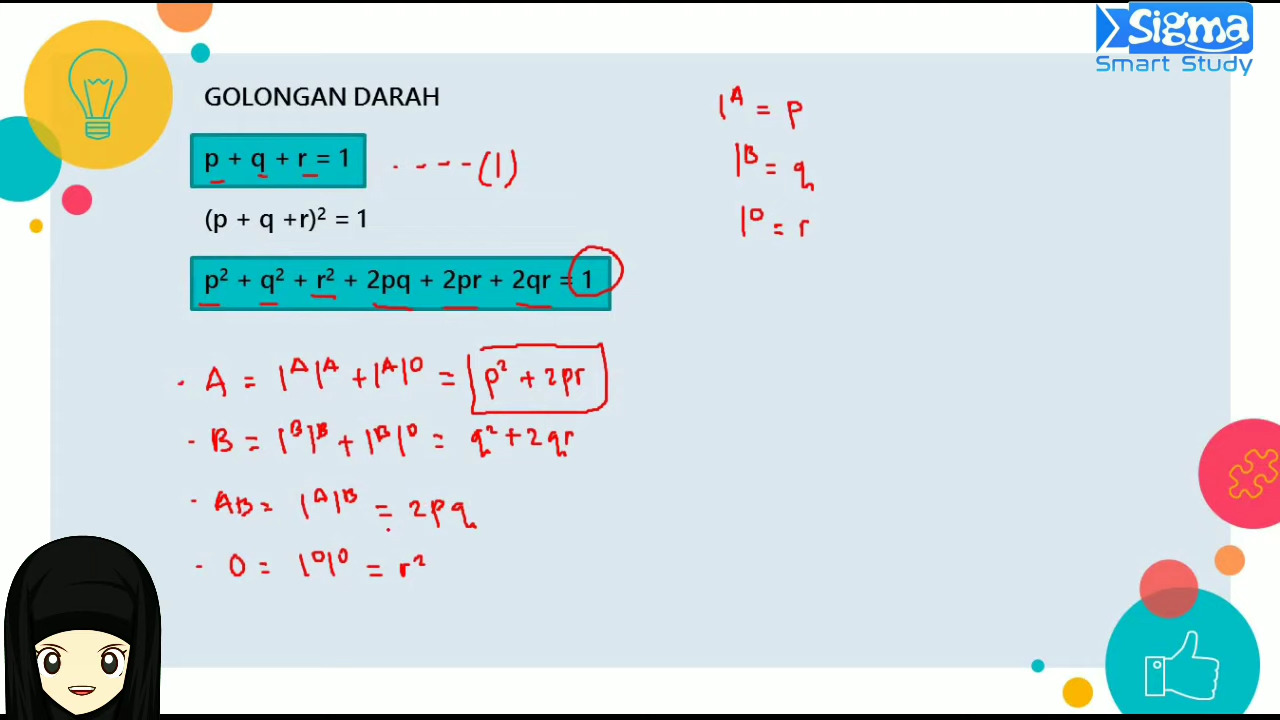 Sigma
Smart Study
GOLONGAN DARAH
p + q + r = 1 ----(1)
(p + q +r)² = 1
p² + q² + r² + 2pq + 2pr + 2qr = 1
Iᴬ = p
Iᴮ = q
Iᴼ = r
· A = IᴬIᴬ + IᴬIᴼ = p² + 2pr
· B = IᴮIᴮ + IᴮIᴼ = q² + 2qr
· AB = IᴬIᴮ = 2pq
· O = IᴼIᴼ = r²